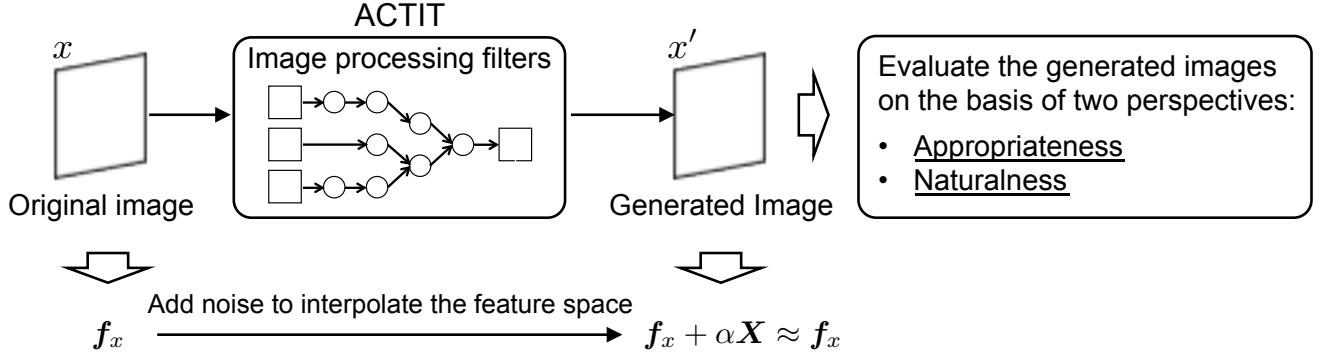 ACTIT
x
Image processing filters
x′
Evaluate the generated images
on the basis of two perspectives:
• Appropriateness
• Naturalness
Original image
Generated Image
Add noise to interpolate the feature space
f_x
f_x + αX ≈ f_x